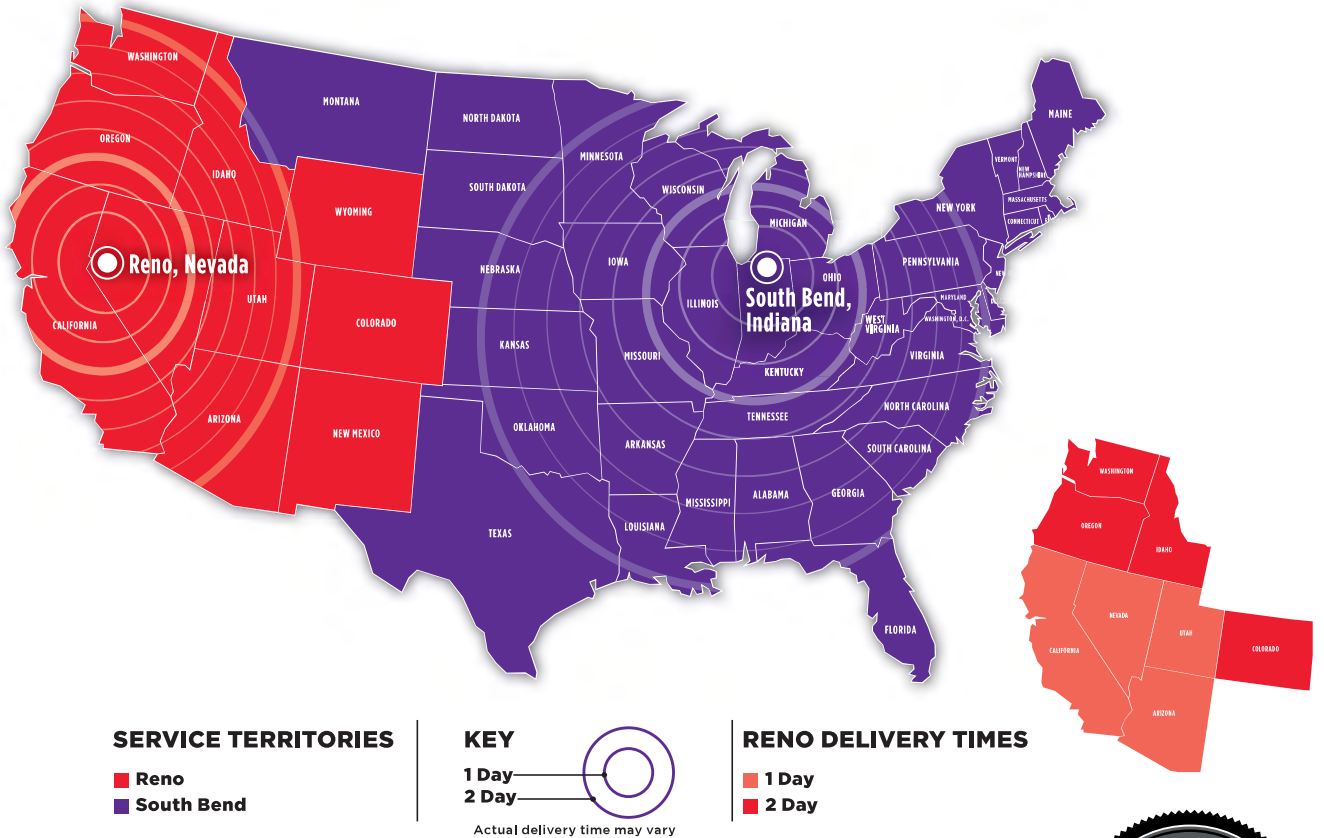 WASHINGTON
MONTANA
NORTH DAKOTA
MINNESOTA
MAINE
OREGON
IDAHO
SOUTH DAKOTA
WISCONSIN
VERMONT
NEW
HAMPSHIRE
WYOMING
MICHIGAN
NEW YORK
MASSACHUSETTS
CONNECTICUT
Reno, Nevada
NEBRASKA
IOWA
ILLINOIS
OHIO
PENNSYLVANIA
NEW
South Bend,
Indiana
UTAH
COLORADO
CALIFORNIA
KANSAS
MISSOURI
WEST
VIRGINIA
MARYLAND
WASHINGTON, D.C.
VIRGINIA
KENTUCKY
ARIZONA
NEW MEXICO
OKLAHOMA
ARKANSAS
TENNESSEE
NORTH CAROLINA
SOUTH CAROLINA
MISSISSIPPI
ALABAMA
GEORGIA
TEXAS
LOUISIANA
FLORIDA
WASHINGTON
OREGON
IDAHO
NEVADA
UTAH
COLORADO
CALIFORNIA
ARIZONA
SERVICE TERRITORIES
Reno
South Bend
KEY
1 Day
2 Day
Actual delivery time may vary
RENO DELIVERY TIMES
1 Day
2 Day